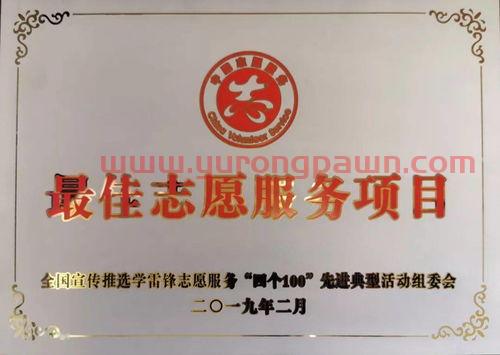 中国志愿服务
China Volunteer Service
www.yurongpawn.com
最佳志愿服务项目
全国宣传推选学雷锋志愿服务“四个100”先进典型活动组委会
二〇一九年二月